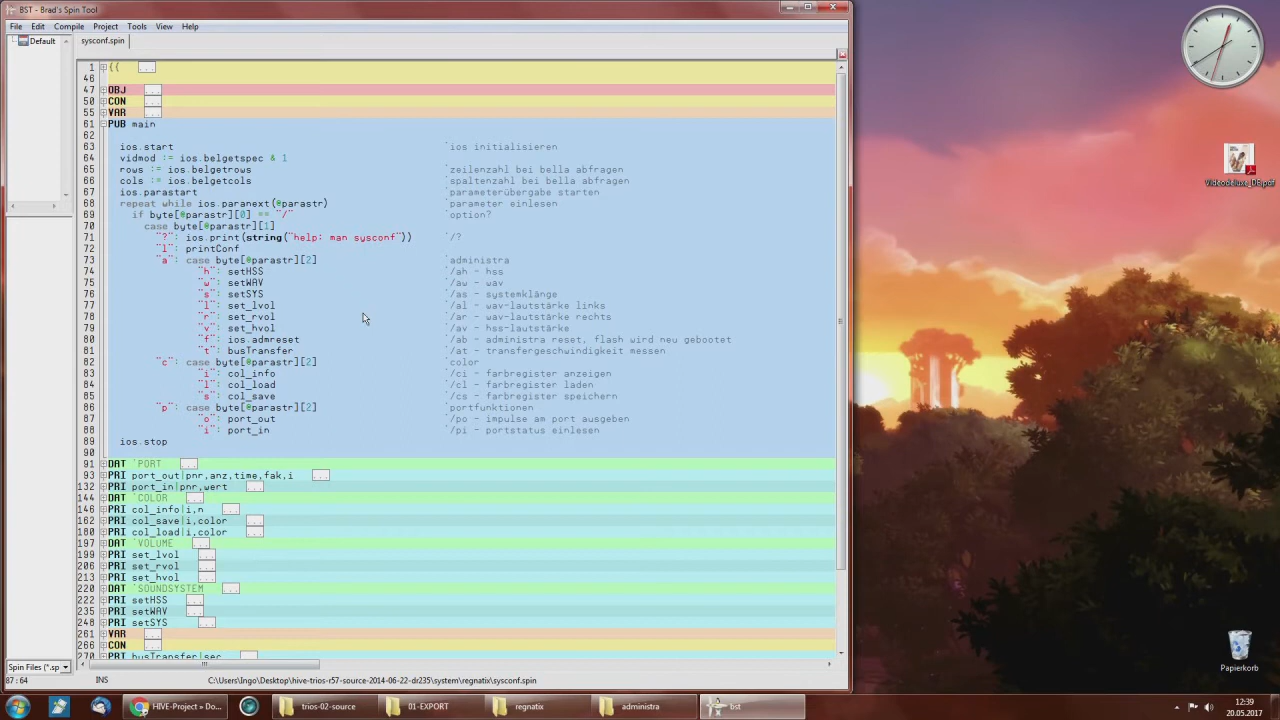 BST - Brad's Spin Tool
File Edit Compile Project Tools View Help
Default
sysconf.spin
1 {{ ...
46
47 OBJ ...
50 CON ...
55 VAR ...
61 PUB main
62
63 ios.start 'ios initialisieren
64 vidmod := ios.belgetspec & 1
65 rows := ios.belgetrows 'zeilenzahl bei bella abfragen
66 cols := ios.belgetcols 'spaltenzahl bei bella abfragen
67 ios.parastart 'parameterübergabe starten
68 repeat while ios.paranext(@parastr) 'parameter einlesen
69 if byte[@parastr][0] == "/" 'option?
70 case byte[@parastr][1]
71 "?": ios.print(string("help: man sysconf")) '/?
72 "l": printConf
73 "a": case byte[@parastr][2] 'administra
74 "h": setHSS '/ah - hss
75 "w": setWAV '/aw - wav
76 "s": setSYS '/as - systemklänge
77 "l": set_lvol '/al - wav-lautstärke links
78 "r": set_rvol '/ar - wav-lautstärke rechts
79 "v": set_hvol '/av - hss-lautstärke
80 "f": ios.admreset '/ab - administra reset, flash wird neu gebootet
81 "t": busTransfer '/at - transfergeschwindigkeit messen
82 "c": case byte[@parastr][2] 'color
83 "i": col_info '/ci - farbregister anzeigen
84 "l": col_load '/cl - farbregister laden
85 "s": col_save '/cs - farbregister speichern
86 "p": case byte[@parastr][2] 'portfunktionen
87 "o": port_out '/po - impulse am port ausgeben
88 "i": port_in '/pi - portstatus einlesen
89 ios.stop
90
91 DAT 'PORT ...
93 PRI port_out|pnr,anz,time,fak,i ...
132 PRI port_in|pnr,wert ...
144 DAT 'COLOR ...
146 PRI col_info|i,n ...
162 PRI col_save|i,color ...
180 PRI col_load|i,color ...
197 DAT 'VOLUME ...
199 PRI set_lvol ...
206 PRI set_rvol ...
213 PRI set_hvol ...
220 DAT 'SOUNDSYSTEM ...
222 PRI setHSS ...
235 PRI setWAV ...
248 PRI setSYS ...
261 VAR ...
266 CON ...
270 PRI busTransfer|sec ...
Spin Files (*.sp
87 : 64 INS C:\Users\Ingo\Desktop\hive-trios-r57-source-2014-06-22-dr235\system\regnatix\sysconf.spin
Videodeluxe_DE.pdf
Papierkorb
HIVE-Project » Do...
trios-02-source
01-EXPORT
regnatix
administra
bst
12:39
20.05.2017